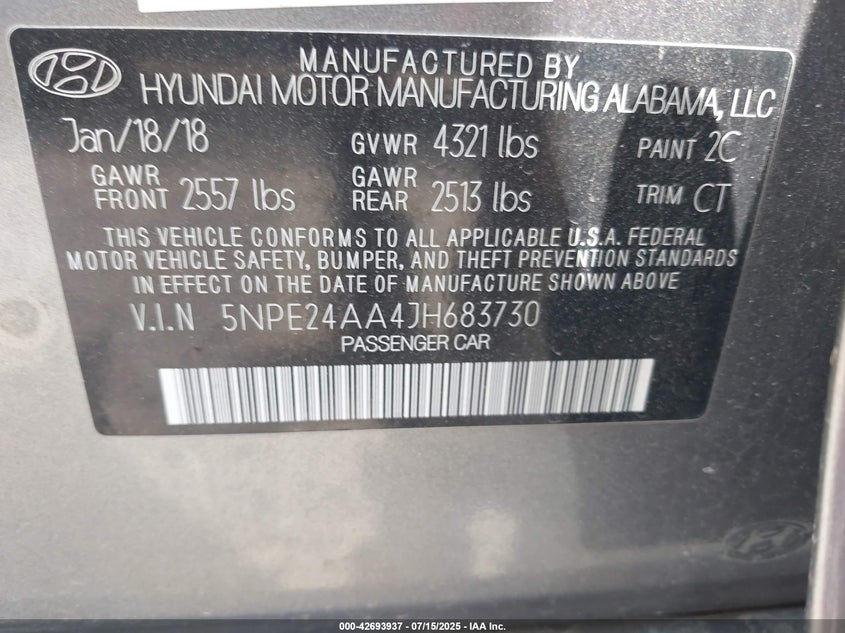 MANUFACTURED BY
HYUNDAI MOTOR MANUFACTURING ALABAMA, LLC
Jan/18/18 GVWR 4321 lbs PAINT 2C
GAWR FRONT 2557 lbs GAWR REAR 2513 lbs TRIM CT
THIS VEHICLE CONFORMS TO ALL APPLICABLE U.S.A. FEDERAL
MOTOR VEHICLE SAFETY, BUMPER, AND THEFT PREVENTION STANDARDS
IN EFFECT ON THE DATE OF MANUFACTURE SHOWN ABOVE
V.I.N 5NPE24AA4JH683730
PASSENGER CAR
000-42693937 - 07/15/2025 - IAA Inc.